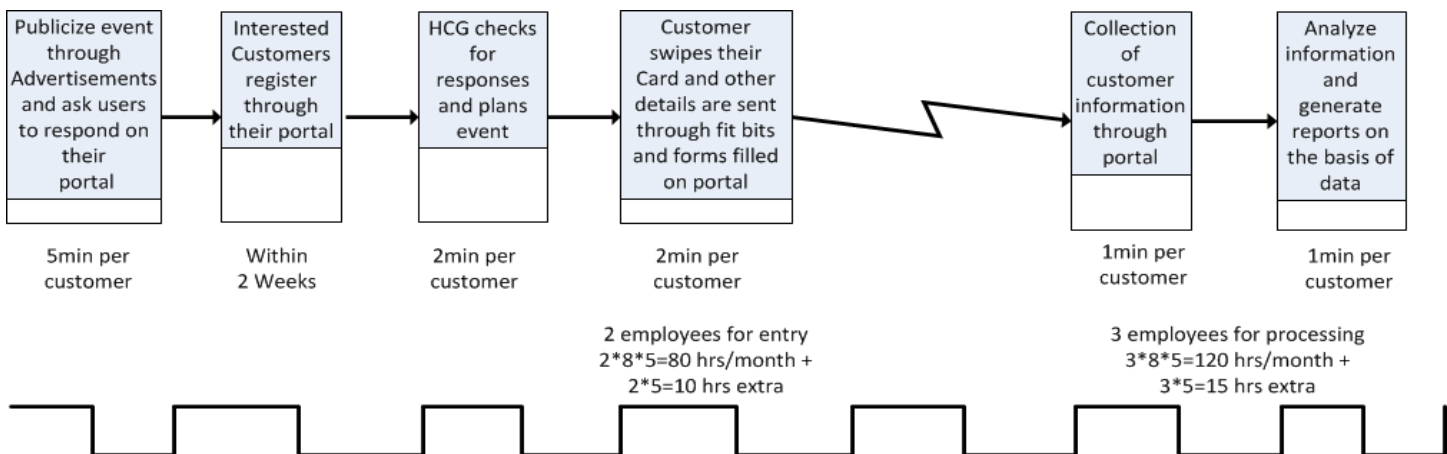 Publicize event
through
Advertisements
and ask users
to respond on
their
portal
Interested
Customers
register
through
their portal
HCG checks
for
responses
and plans
event
Customer
swipes their
Card and other
details are sent
through fit bits
and forms filled
on portal
Collection
of
customer
information
through
portal
Analyze
information
and
generate
reports on
the basis of
data
5min per
customer
Within
2 Weeks
2min per
customer
2min per
customer
1min per
customer
1min per
customer
2 employees for entry
2*8*5=80 hrs/month +
2*5=10 hrs extra
3 employees for processing
3*8*5=120 hrs/month +
3*5=15 hrs extra